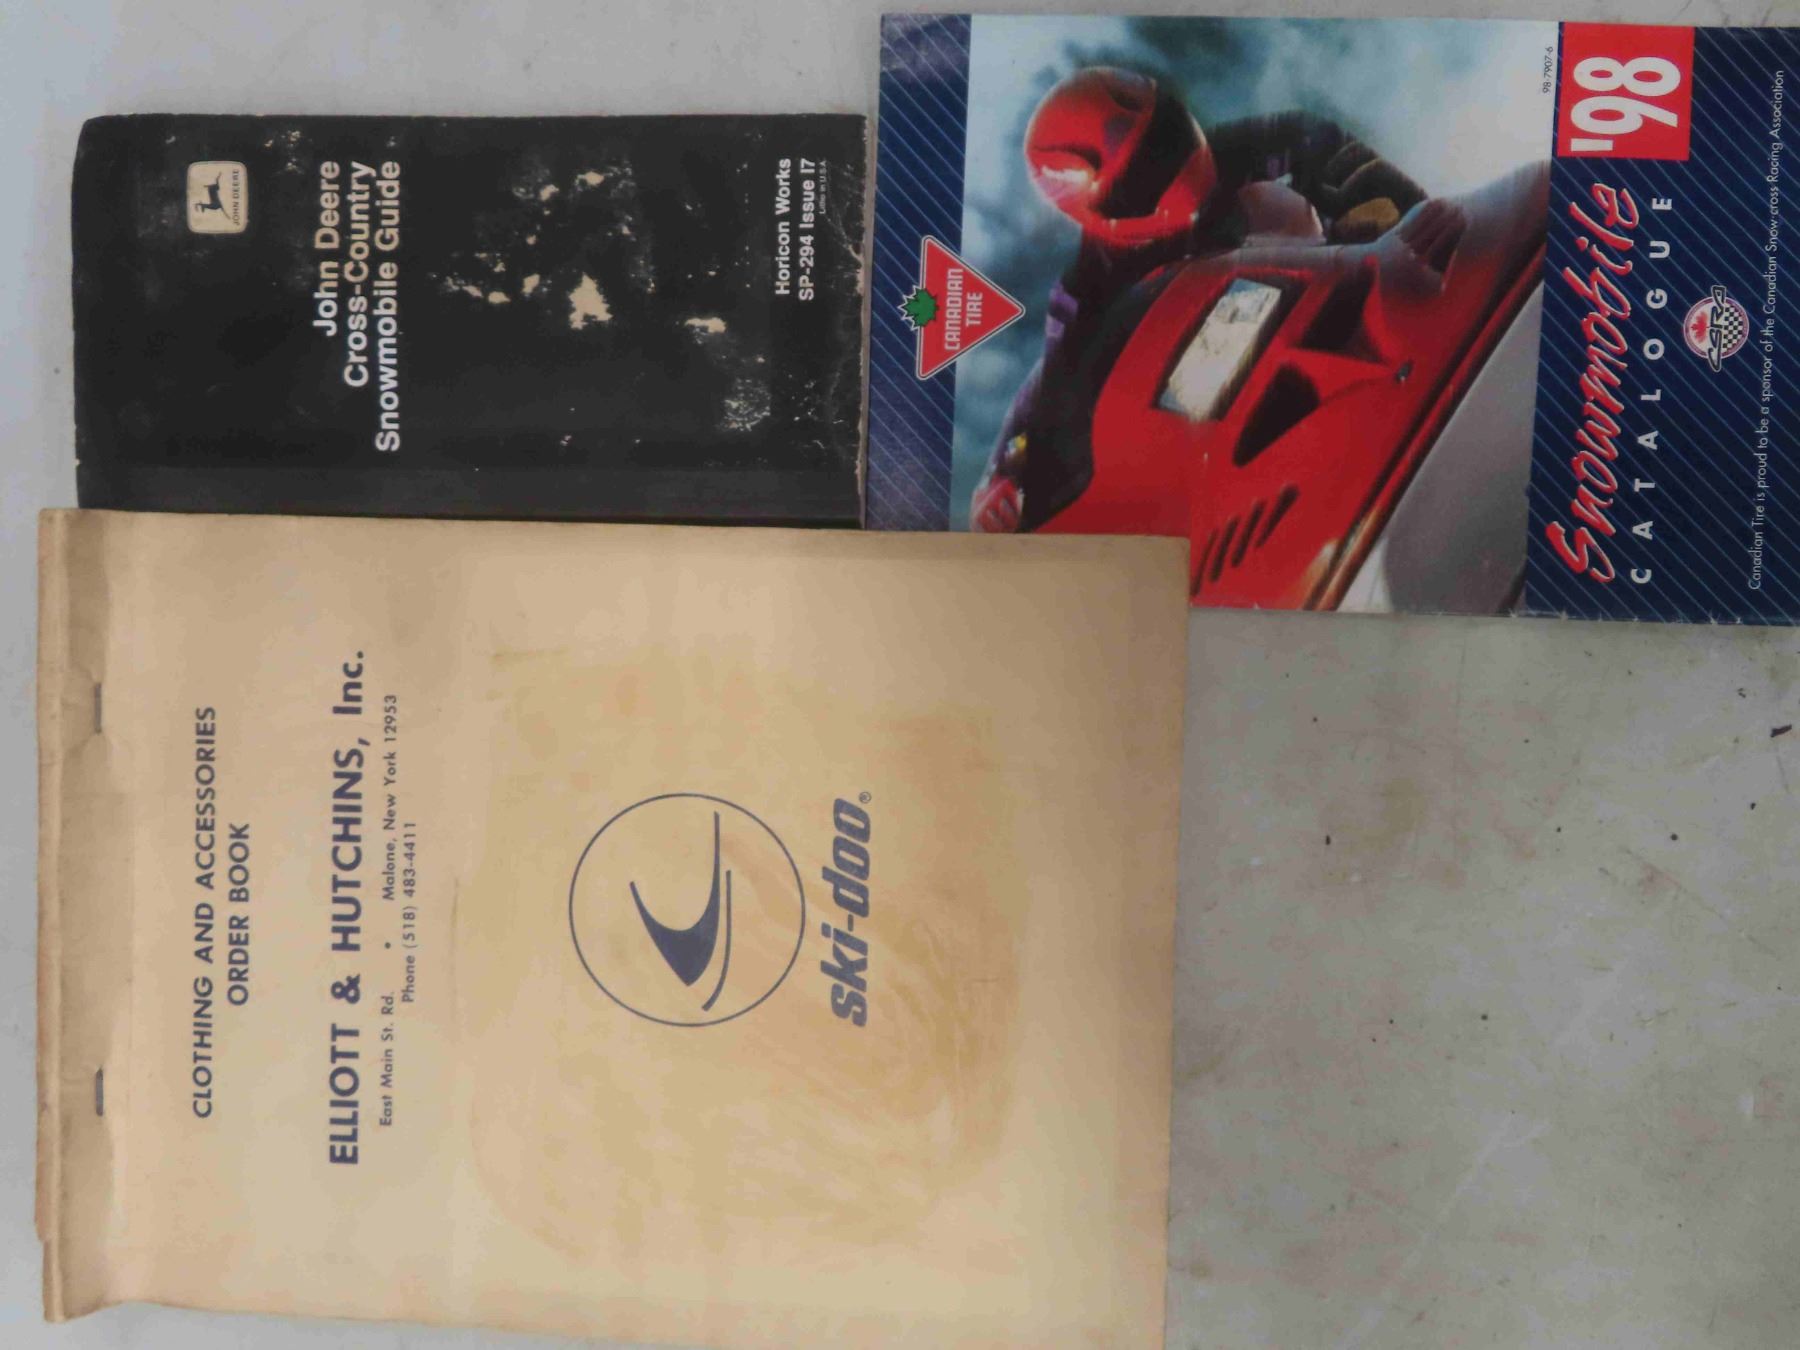 JOHN DEERE
John Deere
Cross-Country
Snowmobile Guide
Horicon Works
SP-294 Issue I7
Litho in U.S.A.
CANADIAN
TIRE
98-7907-6
'98
Snowmobile
CATALOGUE
CSRA
Canadian Tire is proud to be a sponsor of the Canadian Snow-cross Racing Association
CLOTHING AND ACCESSORIES
ORDER BOOK
ELLIOTT & HUTCHINS, Inc.
East Main St. Rd. • Malone, New York 12953
Phone (518) 483-4411
ski-doo®